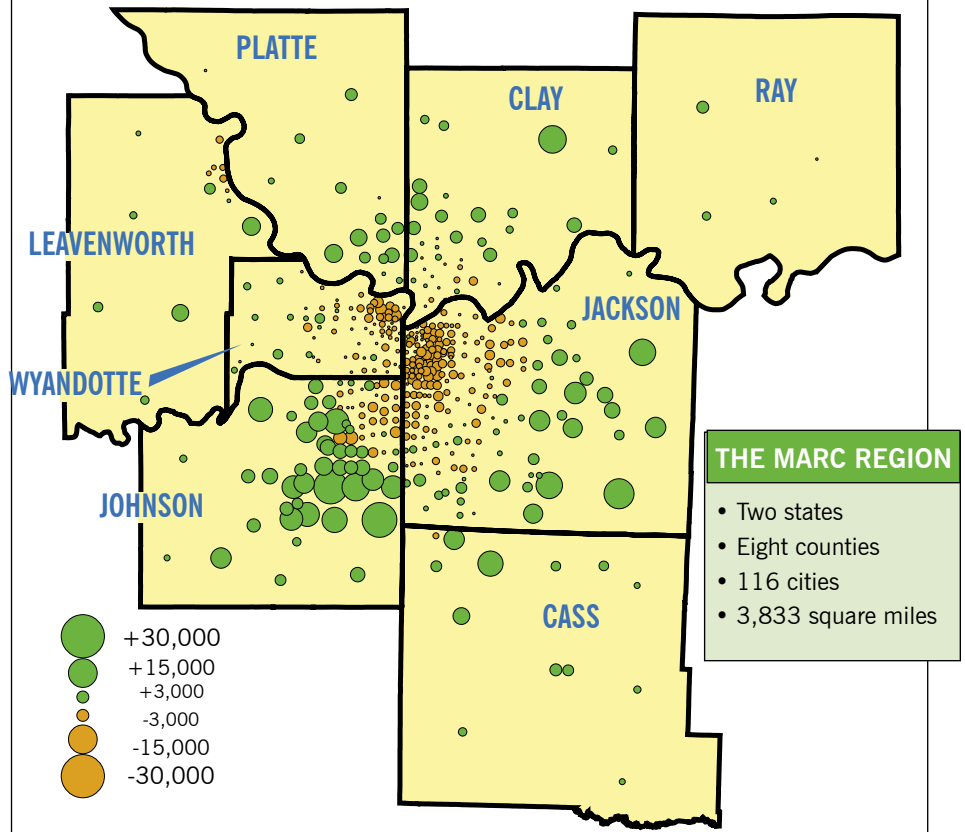 PLATTE
CLAY
RAY
LEAVENWORTH
JACKSON
WYANDOTTE
THE MARC REGION
• Two states
• Eight counties
• 116 cities
• 3,833 square miles
JOHNSON
CASS
+30,000
+15,000
+3,000
-3,000
-15,000
-30,000